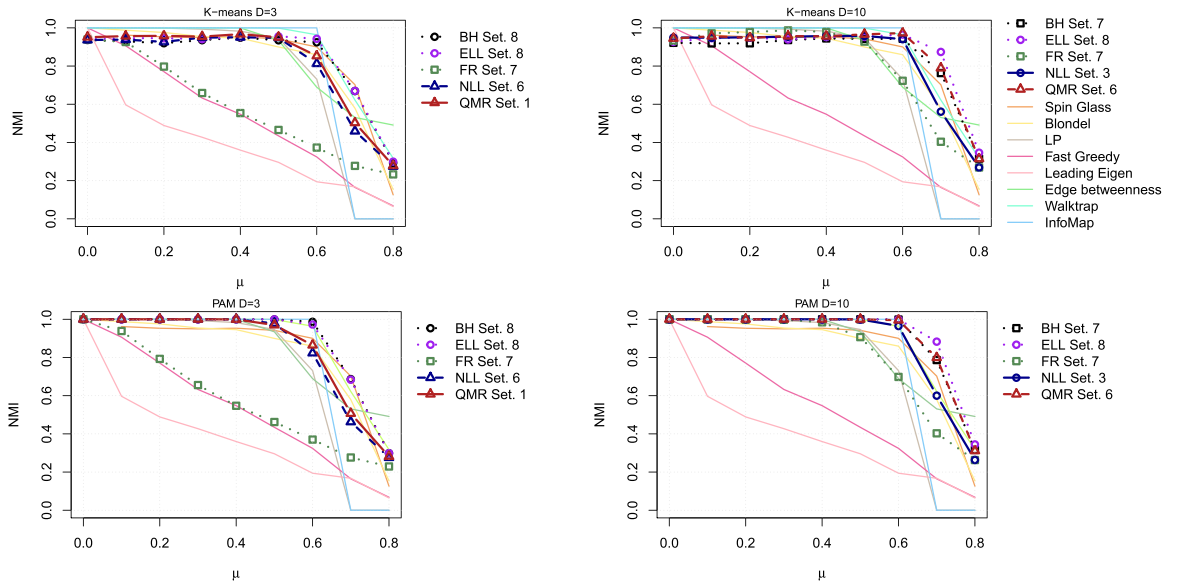 K−means D=3
NMI
0.0 0.2 0.4 0.6 0.8 1.0
0.0 0.2 0.4 0.6 0.8
μ
BH Set. 8
ELL Set. 8
FR Set. 7
NLL Set. 6
QMR Set. 1
K−means D=10
NMI
0.0 0.2 0.4 0.6 0.8 1.0
0.0 0.2 0.4 0.6 0.8
μ
BH Set. 7
ELL Set. 8
FR Set. 7
NLL Set. 3
QMR Set. 6
Spin Glass
Blondel
LP
Fast Greedy
Leading Eigen
Edge betweenness
Walktrap
InfoMap
PAM D=3
NMI
0.0 0.2 0.4 0.6 0.8 1.0
0.0 0.2 0.4 0.6 0.8
μ
BH Set. 8
ELL Set. 8
FR Set. 7
NLL Set. 6
QMR Set. 1
PAM D=10
NMI
0.0 0.2 0.4 0.6 0.8 1.0
0.0 0.2 0.4 0.6 0.8
μ
BH Set. 7
ELL Set. 8
FR Set. 7
NLL Set. 3
QMR Set. 6